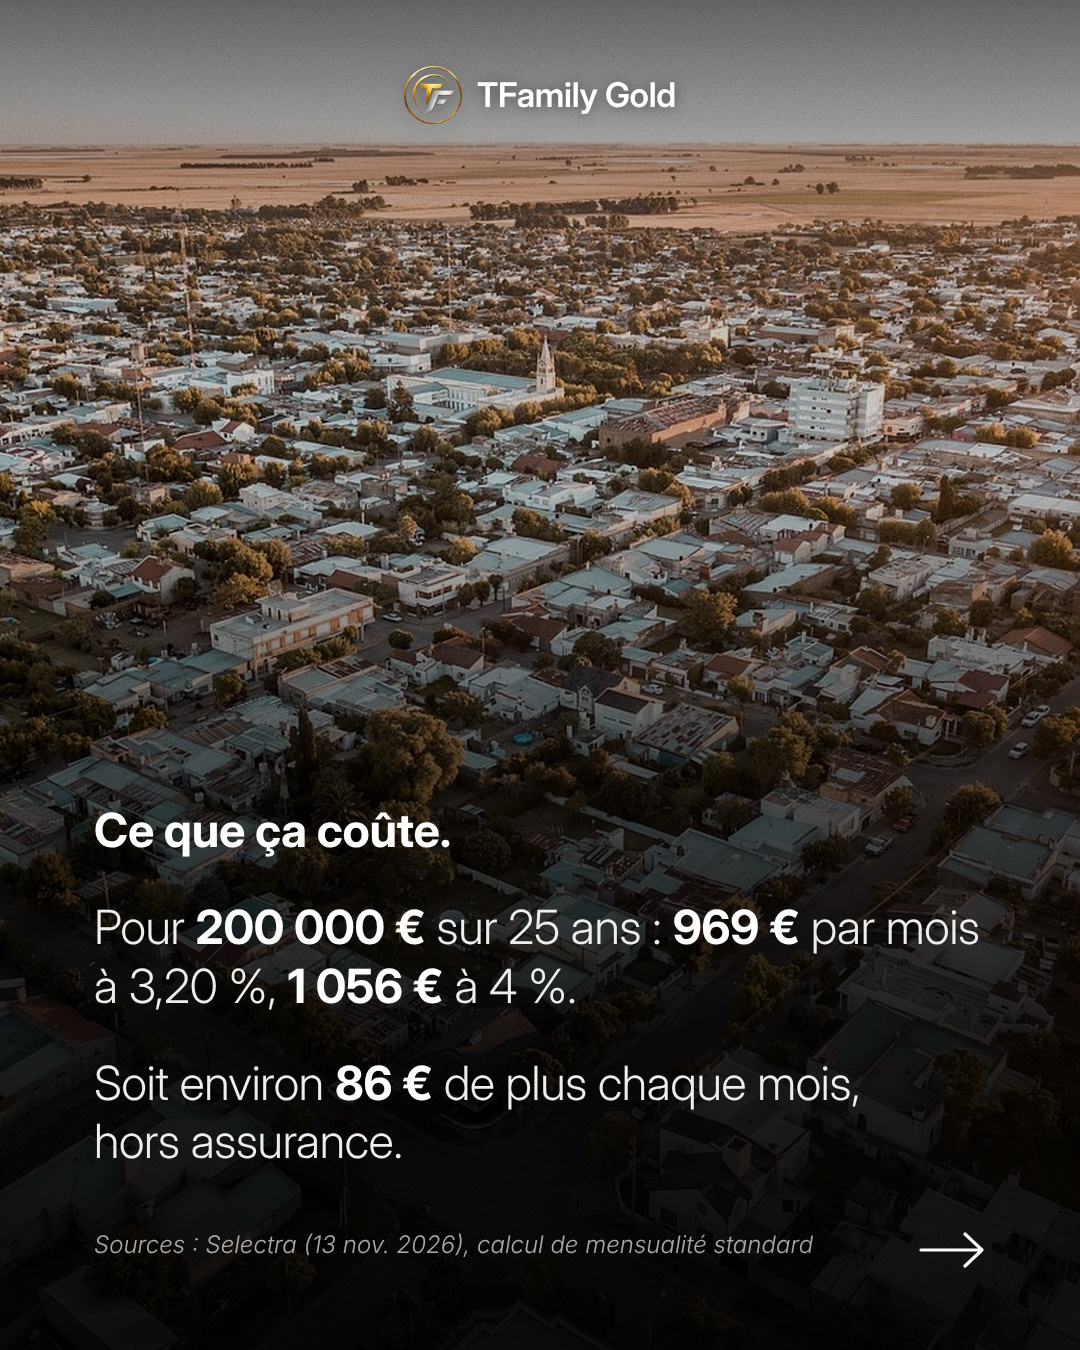 TFamily Gold
Ce que ça coûte.
Pour 200 000 € sur 25 ans : 969 € par mois
à 3,20 %, 1 056 € à 4 %.
Soit environ 86 € de plus chaque mois,
hors assurance.
Sources : Selectra (13 nov. 2026), calcul de mensualité standard